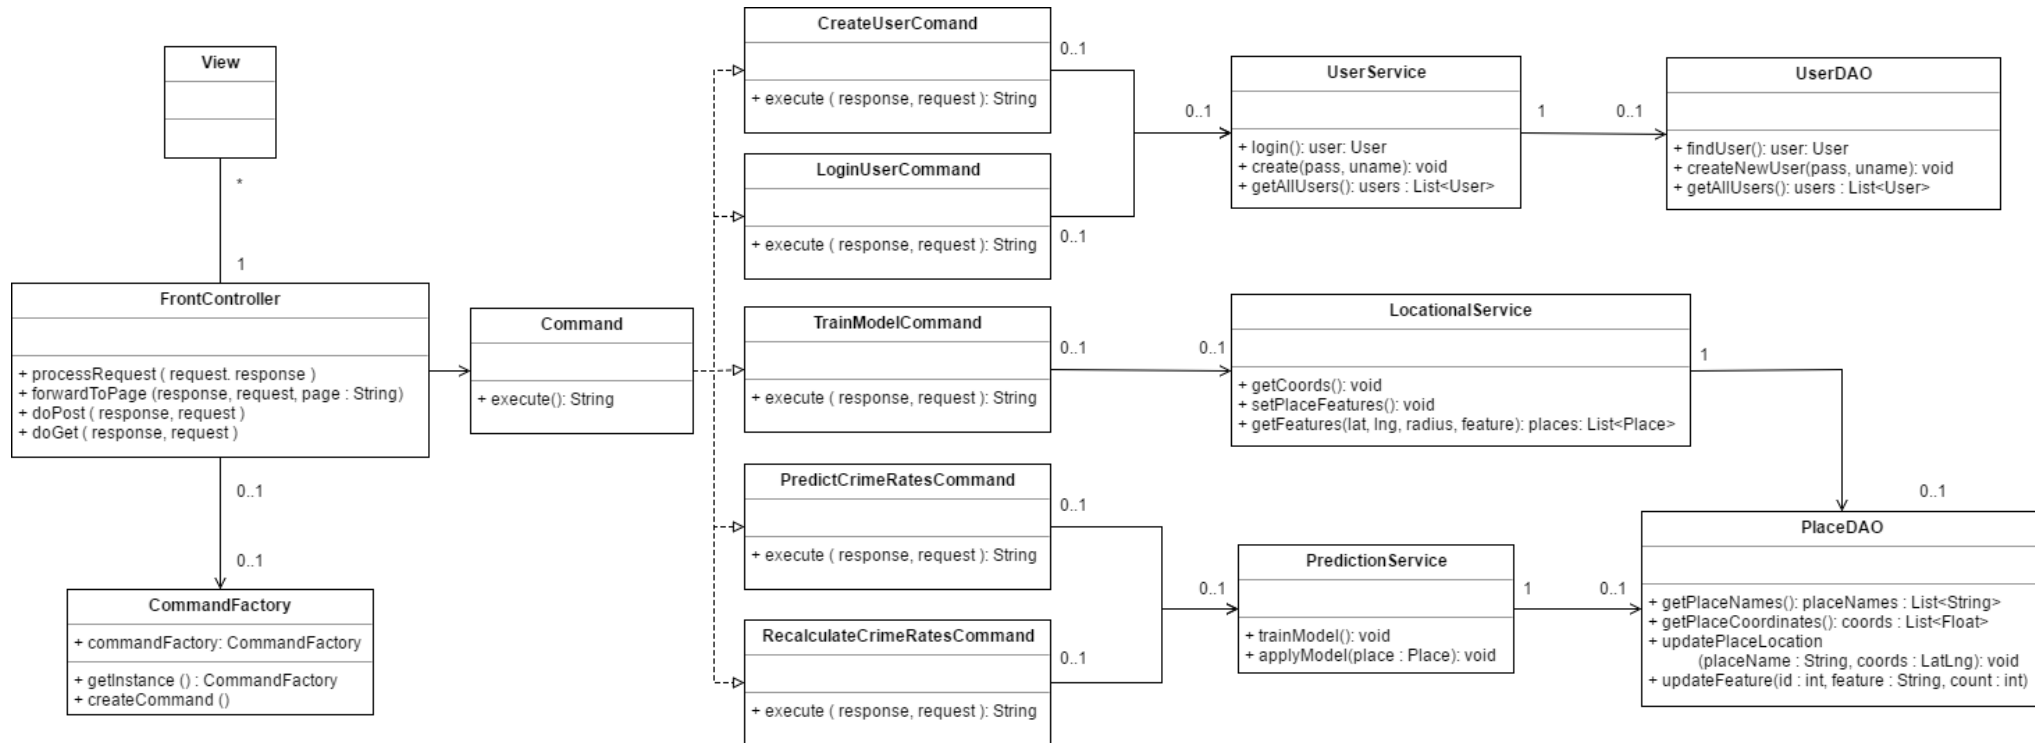 View
*
1
FrontController
+ processRequest ( request. response )
+ forwardToPage (response, request, page : String)
+ doPost ( response, request )
+ doGet ( response, request )
0..1
0..1
CommandFactory
+ commandFactory: CommandFactory
+ getInstance () : CommandFactory
+ createCommand ()
Command
+ execute(): String
CreateUserComand
+ execute ( response, request ): String
0..1
LoginUserCommand
+ execute ( response, request ): String
0..1
TrainModelCommand
+ execute ( response, request ): String
0..1
PredictCrimeRatesCommand
+ execute ( response, request ): String
0..1
RecalculateCrimeRatesCommand
+ execute ( response, request ): String
0..1
0..1
UserService
+ login(): user: User
+ create(pass, uname): void
+ getAllUsers(): users : List<User>
1
0..1
UserDAO
+ findUser(): user: User
+ createNewUser(pass, uname): void
+ getAllUsers(): users : List<User>
0..1
LocationalService
+ getCoords(): void
+ setPlaceFeatures(): void
+ getFeatures(lat, lng, radius, feature): places: List<Place>
1
0..1
0..1
PredictionService
+ trainModel(): void
+ applyModel(place : Place): void
1
0..1
PlaceDAO
+ getPlaceNames(): placeNames : List<String>
+ getPlaceCoordinates(): coords : List<Float>
+ updatePlaceLocation
(placeName : String, coords : LatLng): void
+ updateFeature(id : int, feature : String, count : int)